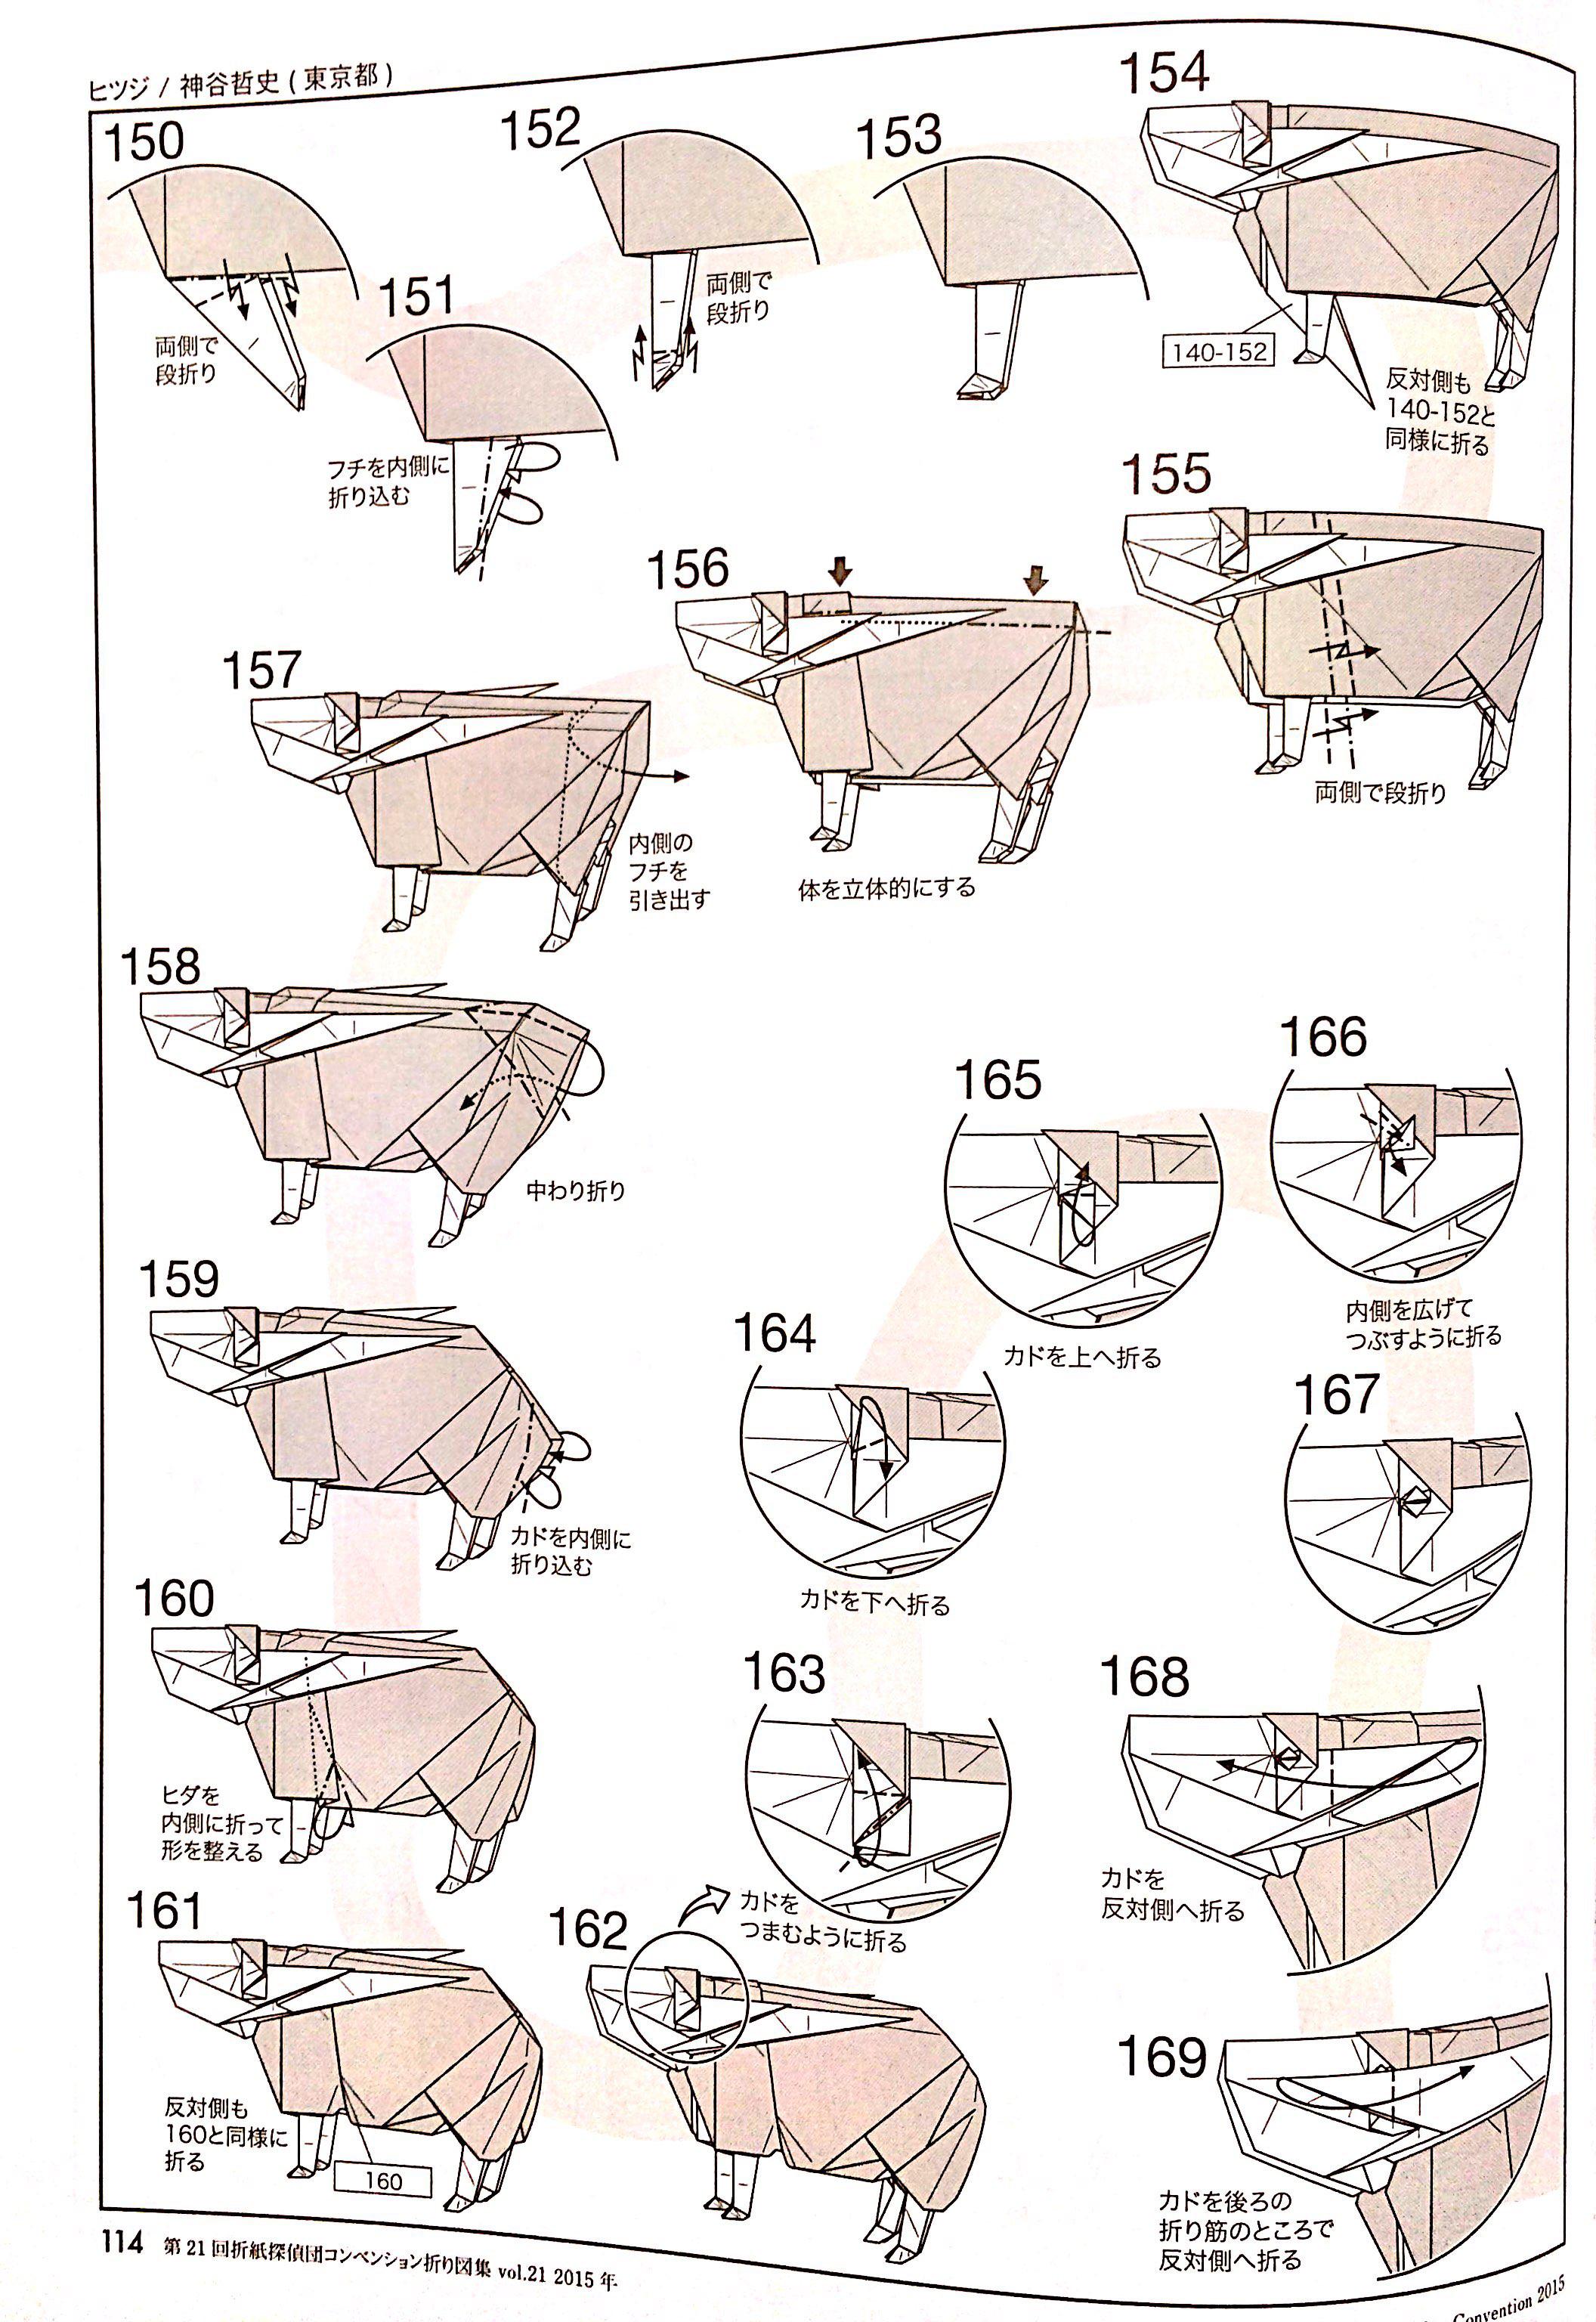 ヒツジ / 神谷哲史 ( 東京都 )
150
両側で
段折り
151
フチを内側に
折り込む
152
両側で
段折り
153
154
140-152
反対側も
140-152と
同様に折る
155
両側で段折り
156
体を立体的にする
157
内側の
フチを
引き出す
158
中わり折り
159
カドを内側に
折り込む
160
ヒダを
内側に折って
形を整える
161
反対側も
160と同様に
折る
160
162
163
カドを
つまむように折る
164
カドを下へ折る
165
カドを上へ折る
166
内側を広げて
つぶすように折る
167
168
カドを
反対側へ折る
169
カドを後ろの
折り筋のところで
反対側へ折る
114 第 21 回折紙探偵団コンベンション折り図集 vol.21 2015 年
Convention 2015